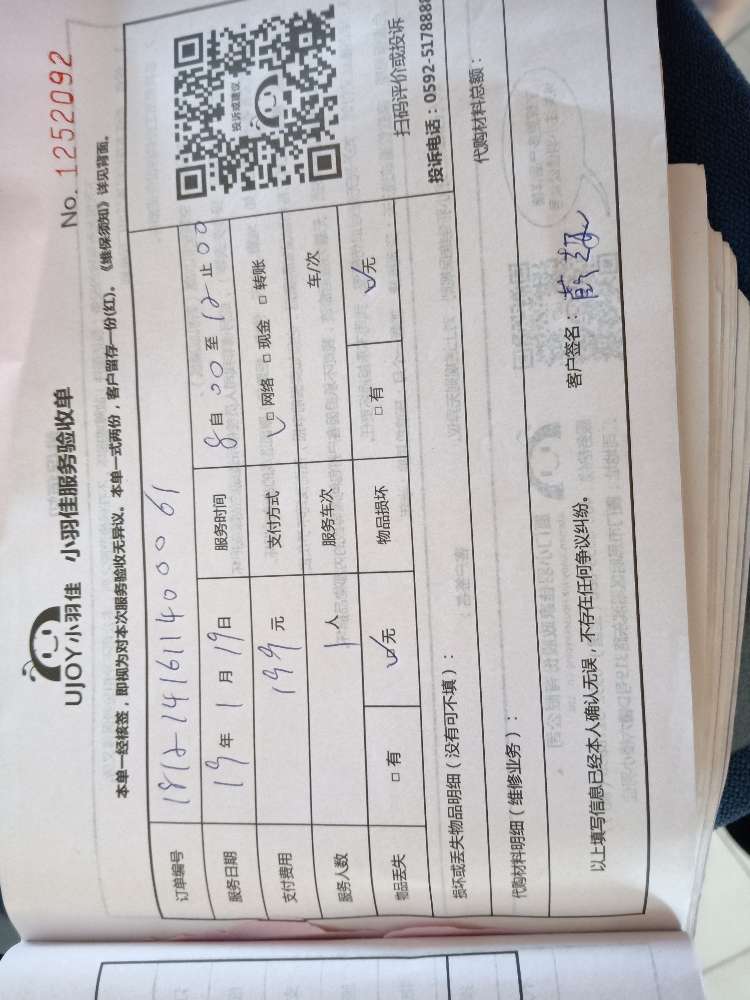 UJOY小羽佳 小羽佳服务验收单
No. 1252092
本单一经核签，即视为对本次服务验收无异议。本单一式两份，客户留存一份(红)。《维保须知》详见背面。
订单编号 1812-141611400061
服务日期 19年1月19日 服务时间 8自00至12止00
支付费用 199元 支付方式 □网络 □现金 □转账
服务人数 1人 服务车次 车/次
物品丢失 □有 □无 物品损坏 □有 □无
投诉或建议
扫码评价或投诉
投诉电话：0592-5178888
损坏或丢失物品明细（没有可不填）：
代购材料明细（维修业务）： 代购材料总额：
以上填写信息已经本人确认无误，不存在任何争议纠纷。 客户签名：